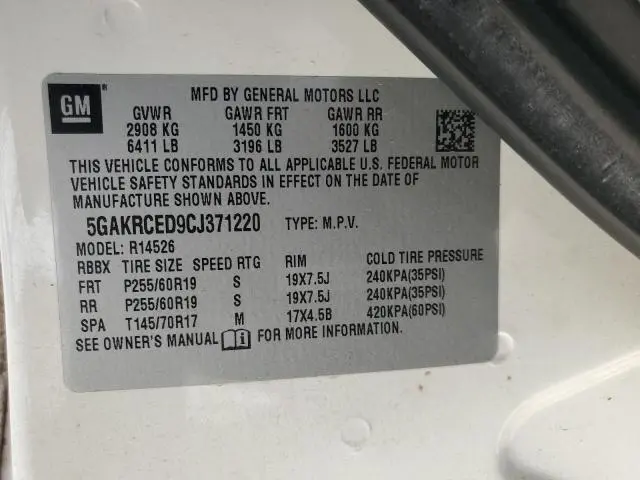 GM ® MFD BY GENERAL MOTORS LLC
GVWR GAWR FRT GAWR RR
2908 KG 1450 KG 1600 KG
6411 LB 3196 LB 3527 LB
THIS VEHICLE CONFORMS TO ALL APPLICABLE U.S. FEDERAL MOTOR
VEHICLE SAFETY STANDARDS IN EFFECT ON THE DATE OF
MANUFACTURE SHOWN ABOVE.
5GAKRCED9CJ371220 TYPE: M.P.V.
MODEL: R14526
RBBX TIRE SIZE SPEED RTG RIM COLD TIRE PRESSURE
FRT P255/60R19 S 19X7.5J 240KPA(35PSI)
RR P255/60R19 S 19X7.5J 240KPA(35PSI)
SPA T145/70R17 M 17X4.5B 420KPA(60PSI)
SEE OWNER'S MANUAL i FOR MORE INFORMATION.